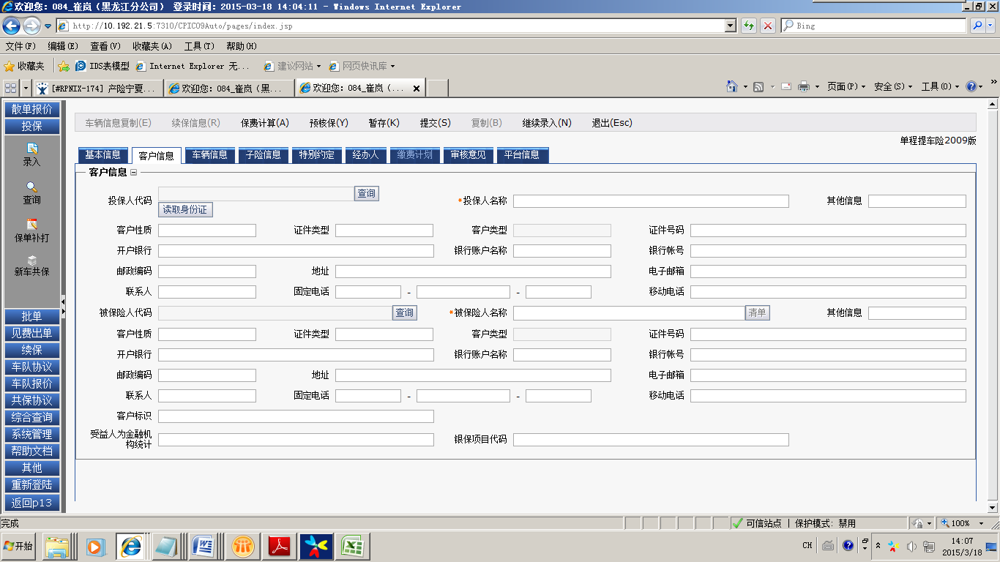 欢迎您: 084_崔岚（黑龙江分公司） 登录时间: 2015-03-18 14:04:11 - Windows Internet Explorer
http://10.192.21.5:7310/CPIC09Auto/pages/index.jsp
Bing
文件(F) 编辑(E) 查看(V) 收藏夹(A) 工具(T) 帮助(H)
收藏夹 IDS表模型 Internet Explorer 无... 建议网站 网页快讯库
[#RPNIX-174] 产险宁夏... 欢迎您: 084_崔岚（黑... 欢迎您: 084_崔岚（... 页面(P) 安全(S) 工具(O) »
散单报价
投保
录入
查询
保单补打
新车共保
批单
见费出单
续保
车队协议
车队报价
共保协议
综合查询
系统管理
帮助文档
其他
重新登陆
返回p13
车辆信息复制(E) 续保信息(R) 保费计算(A) 预核保(Y) 暂存(K) 提交(S) 复制(B) 继续录入(N) 退出(Esc)
单程提车险2009版
基本信息 客户信息 车辆信息 子险信息 特别约定 经办人 缴费计划 审核意见 平台信息
客户信息
投保人代码 查询 *投保人名称 其他信息
读取身份证
客户性质 证件类型 客户类型 证件号码
开户银行 银行账户名称 银行帐号
邮政编码 地址 电子邮箱
联系人 固定电话 - - 移动电话
被保险人代码 查询 *被保险人名称 清单 其他信息
客户性质 证件类型 客户类型 证件号码
开户银行 银行账户名称 银行帐号
邮政编码 地址 电子邮箱
联系人 固定电话 - - 移动电话
客户标识
受益人为金融机
构统计 银保项目代码
完成 可信站点 | 保护模式: 禁用 100%
开始 CH 14:07
2015/3/18